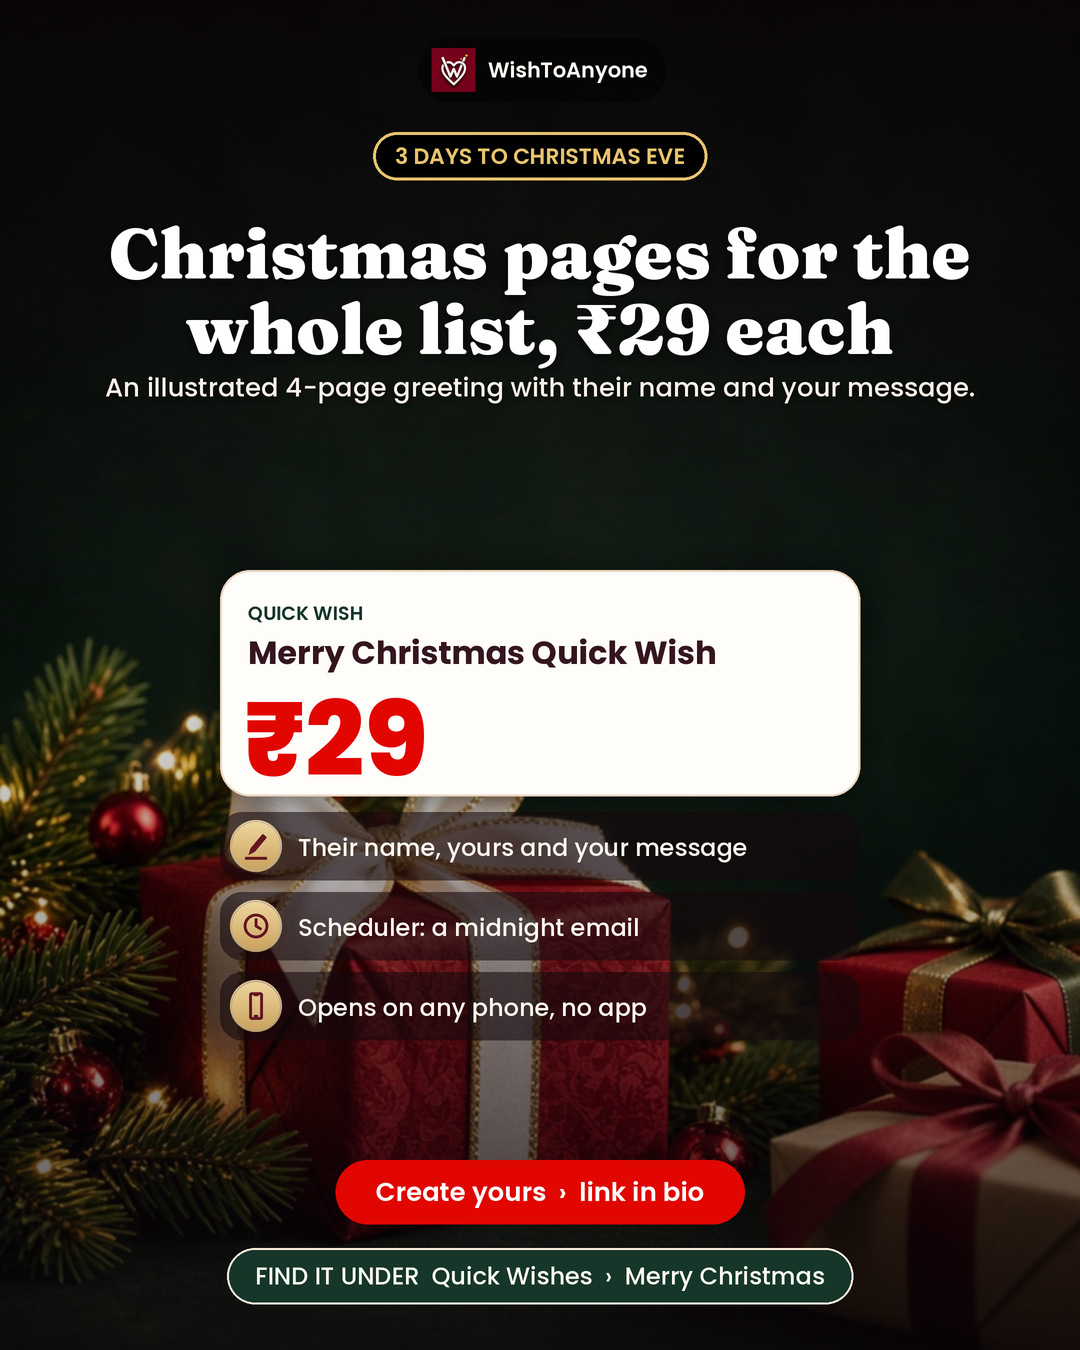 WishToAnyone
3 DAYS TO CHRISTMAS EVE
Christmas pages for the
whole list, ₹29 each
An illustrated 4-page greeting with their name and your message.
QUICK WISH
Merry Christmas Quick Wish
₹29
Their name, yours and your message
Scheduler: a midnight email
Opens on any phone, no app
Create yours › link in bio
FIND IT UNDER Quick Wishes › Merry Christmas